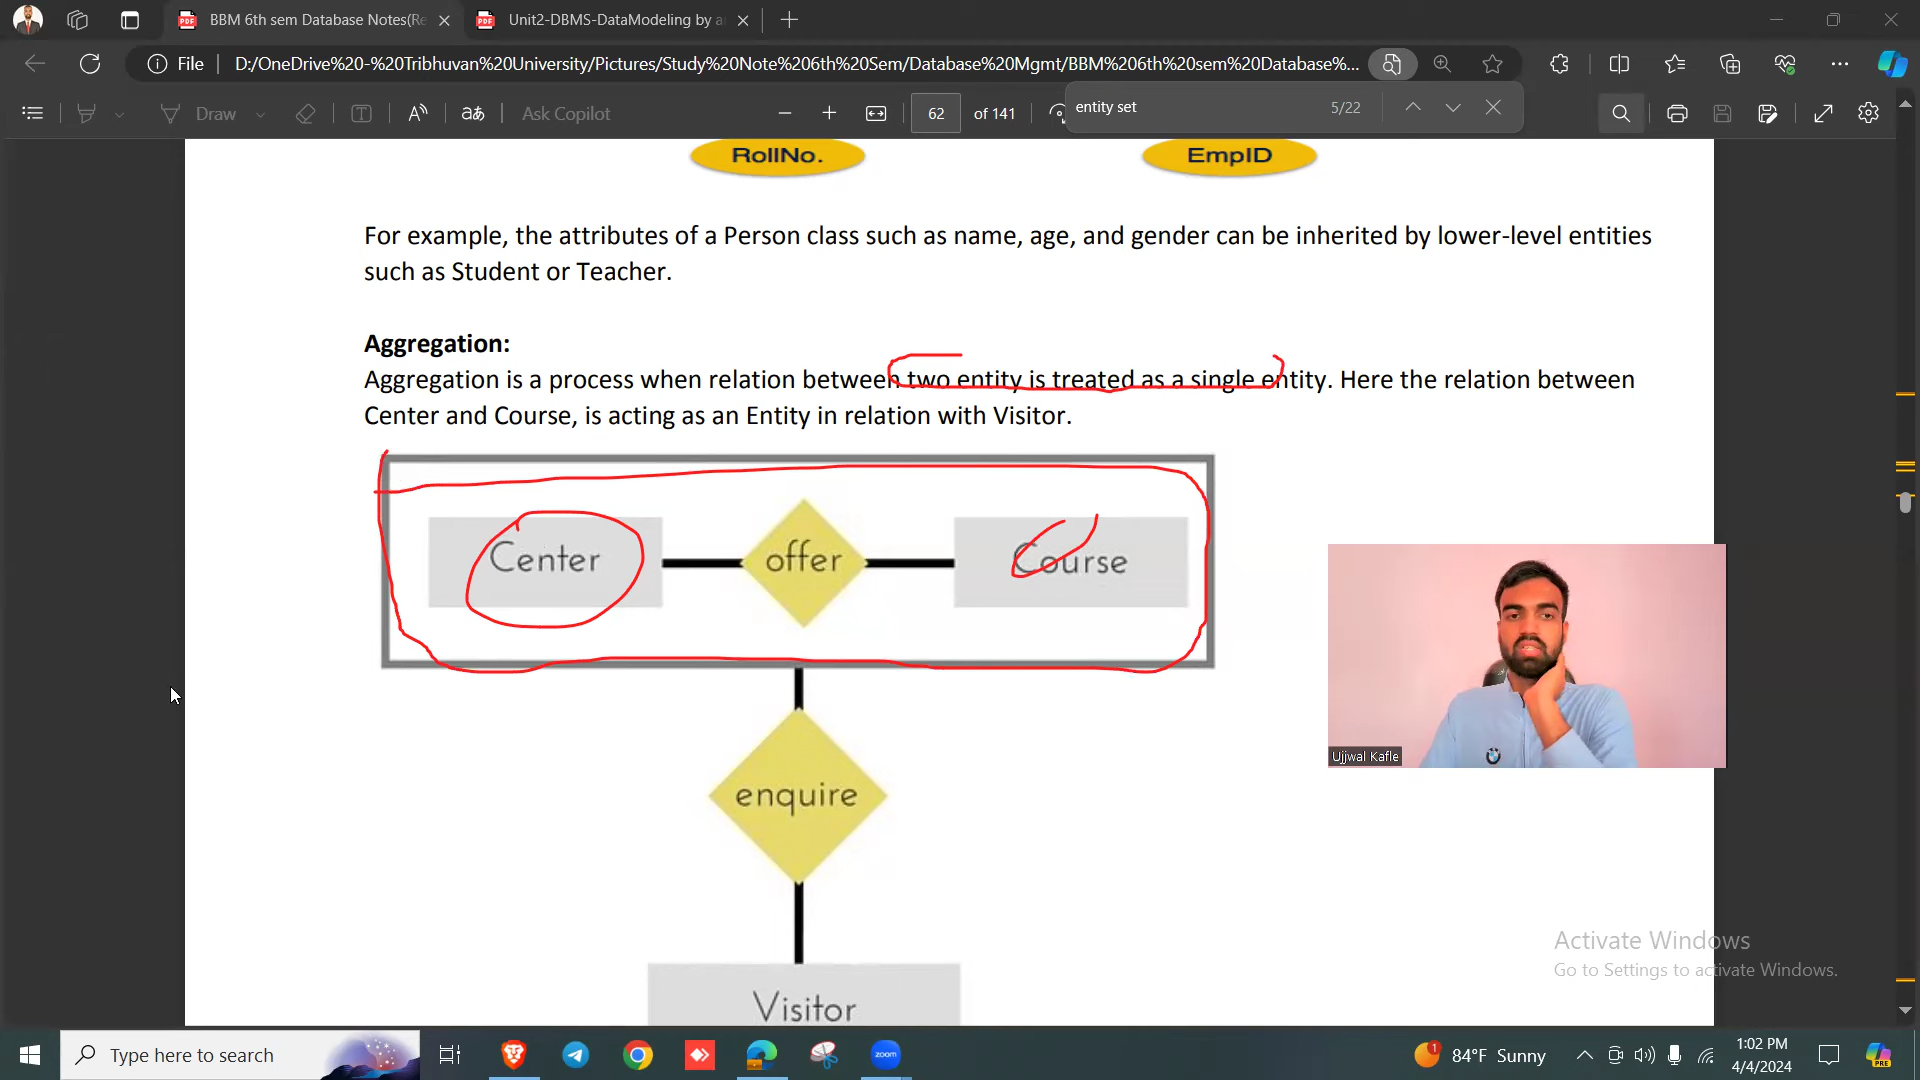 BBM 6th sem Database Notes(Re
Unit2-DBMS-DataModeling by a
File
D:/OneDrive%20-%20Tribhuvan%20University/Pictures/Study%20Note%206th%20Sem/Database%20Mgmt/BBM%206th%20sem%20Database%...
Draw
aあ
Ask Copilot
62 of 141
entity set 5/22
RollNo. EmpID
For example, the attributes of a Person class such as name, age, and gender can be inherited by lower-level entities
such as Student or Teacher.
Aggregation:
Aggregation is a process when relation between two entity is treated as a single entity. Here the relation between
Center and Course, is acting as an Entity in relation with Visitor.
Center offer Course
enquire
Visitor
Ujjwal Kafle
Activate Windows
Go to Settings to activate Windows.
Type here to search
zoom
1
84°F Sunny
1:02 PM
4/4/2024
PRE